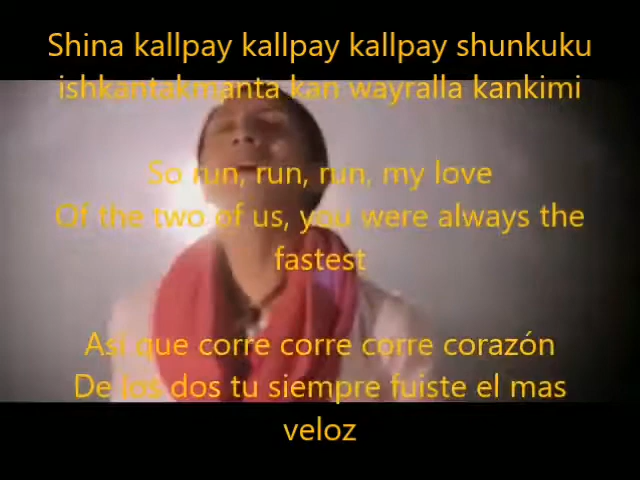 Shina kallpay kallpay kallpay shunkuku
ishkantakmanta kan wayralla kankimi
So run, run, run, my love
Of the two of us, you were always the
fastest
Así que corre corre corre corazón
De los dos tu siempre fuiste el mas
veloz